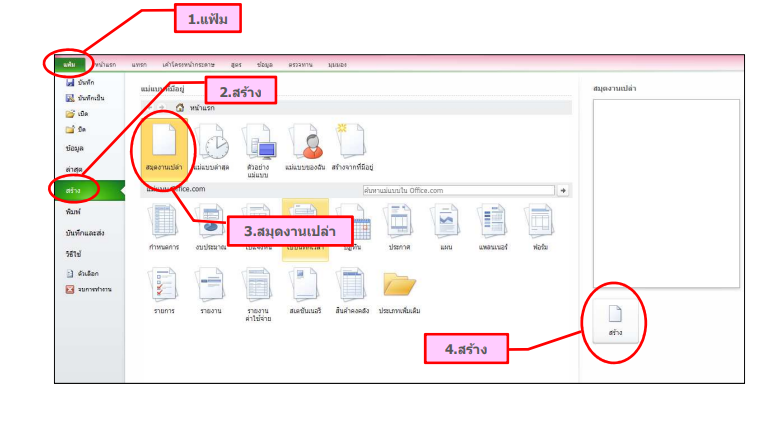 1.แฟ้ม
แฟ้ม หน้าแรก แทรก เค้าโครงหน้ากระดาษ สูตร ข้อมูล ตรวจทาน มุมมอง
บันทึก
บันทึกเป็น
เปิด
ปิด
ข้อมูล
ล่าสุด
สร้าง
พิมพ์
บันทึกและส่ง
วิธีใช้
ตัวเลือก
จบการทำงาน
แม่แบบที่มีอยู่
2.สร้าง
หน้าแรก
สมุดงานเปล่า แม่แบบล่าสุด ตัวอย่าง แม่แบบของฉัน สร้างจากที่มีอยู่
แม่แบบ
แม่แบบ Office.com ค้นหาแม่แบบใน Office.com
3.สมุดงานเปล่า
กำหนดการ งบประมาณ ปฏิทิน ประกาศ แผน แพลนเนอร์ ฟอร์ม
รายการ รายงาน รายงาน สเตชันเนอรี สินค้าคงคลัง ประเภทเพิ่มเติม
ค่าใช้จ่าย
สมุดงานเปล่า
สร้าง
4.สร้าง